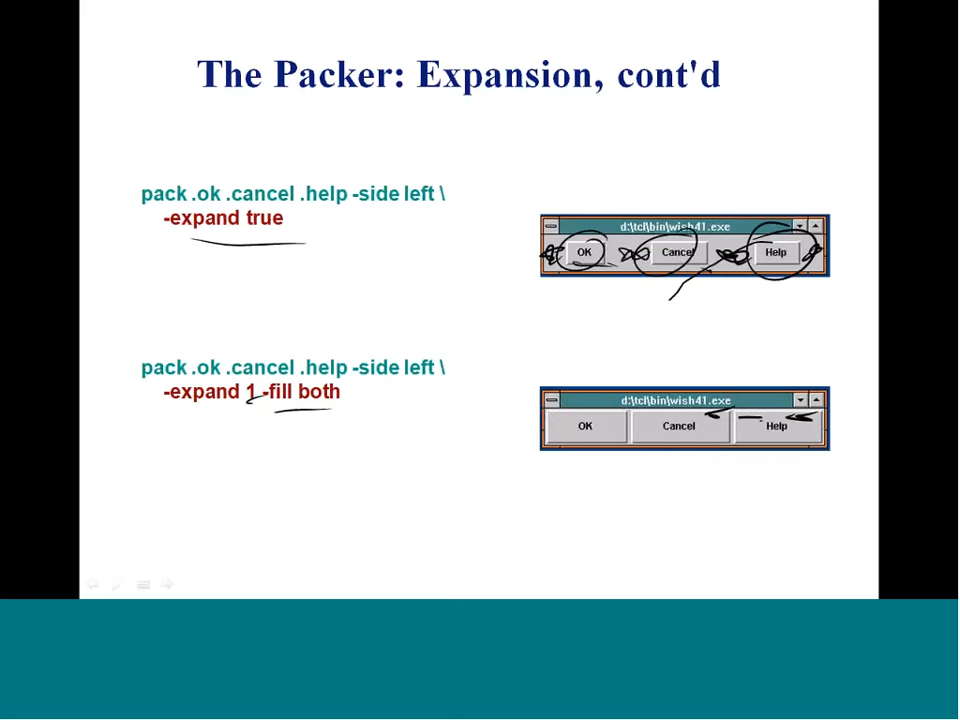 The Packer: Expansion, cont'd
pack .ok .cancel .help -side left \
-expand true
d:\tcl\bin\wish41.exe
OK Cancel Help
pack .ok .cancel .help -side left \
-expand 1 -fill both
d:\tcl\bin\wish41.exe
OK Cancel Help